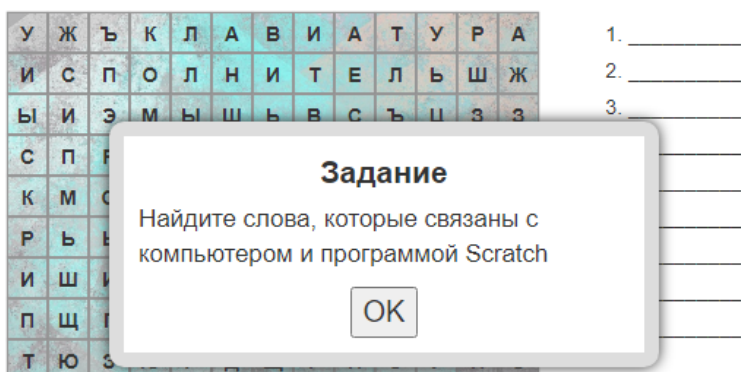 У Ж Ъ К Л А В И А Т У Р А
1.
И С П О Л Н И Т Е Л Ь Ш Ж
2.
Ы И Э М Ы Ш Ь В С Ъ Ц З З
3.
С П
К М
Р Ь
И Ш
П Щ
Т Ю
Задание
Найдите слова, которые связаны с
компьютером и программой Scratch
OK